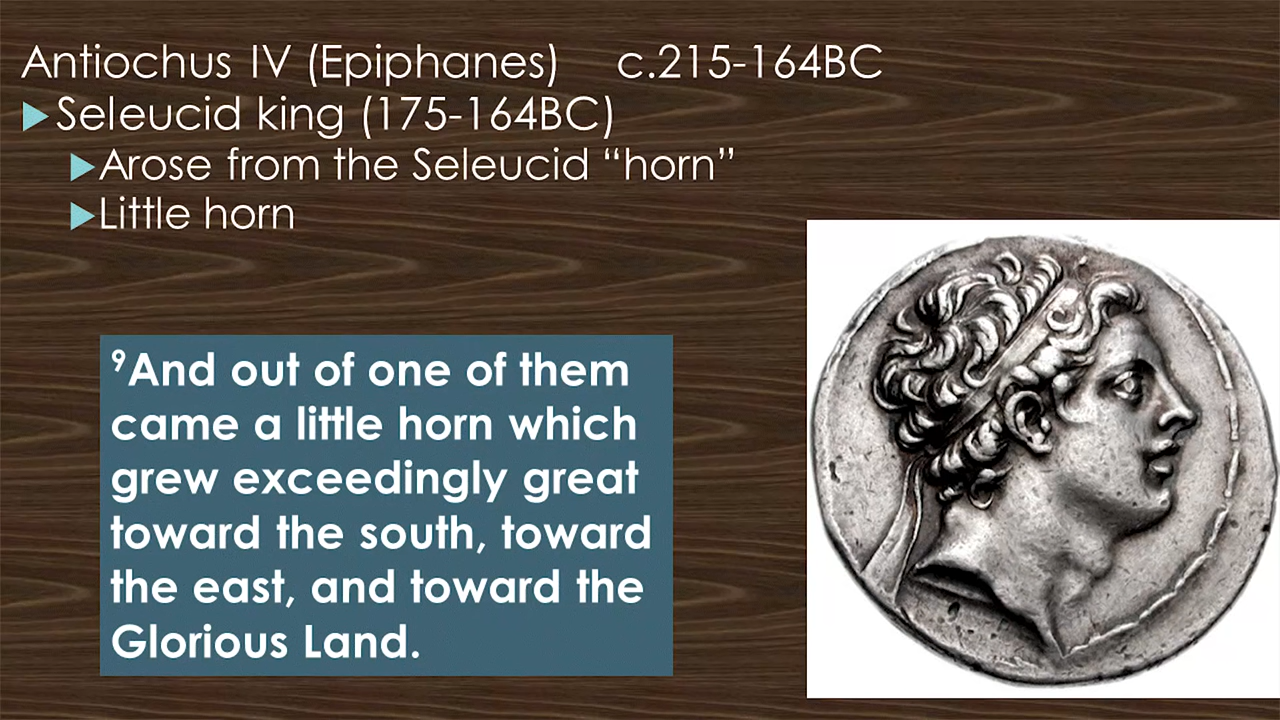 Antiochus IV (Epiphanes) c.215-164BC
Seleucid king (175-164BC)
Arose from the Seleucid “horn”
Little horn
⁹And out of one of them
came a little horn which
grew exceedingly great
toward the south, toward
the east, and toward the
Glorious Land.